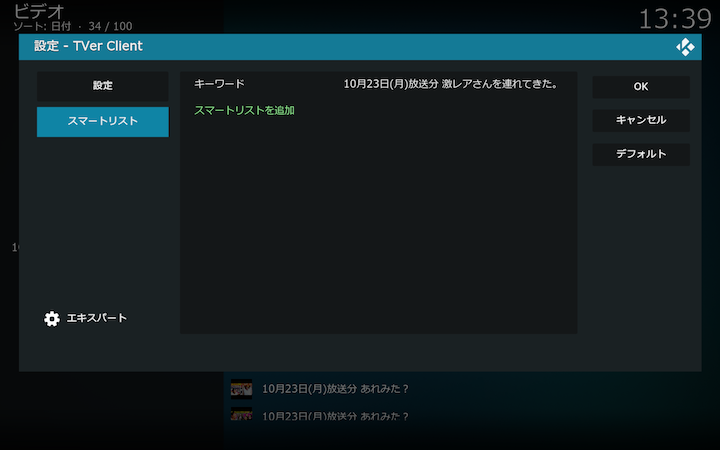 ビデオ
ソート: 日付 · 34 / 100
13:39
設定 - TVer Client
設定
スマートリスト
キーワード 10月23日(月)放送分 激レアさんを連れてきた。
スマートリストを追加
OK
キャンセル
デフォルト
エキスパート
10月23日(月)放送分 あれみた？
10月23日(月)放送分 あれみた？